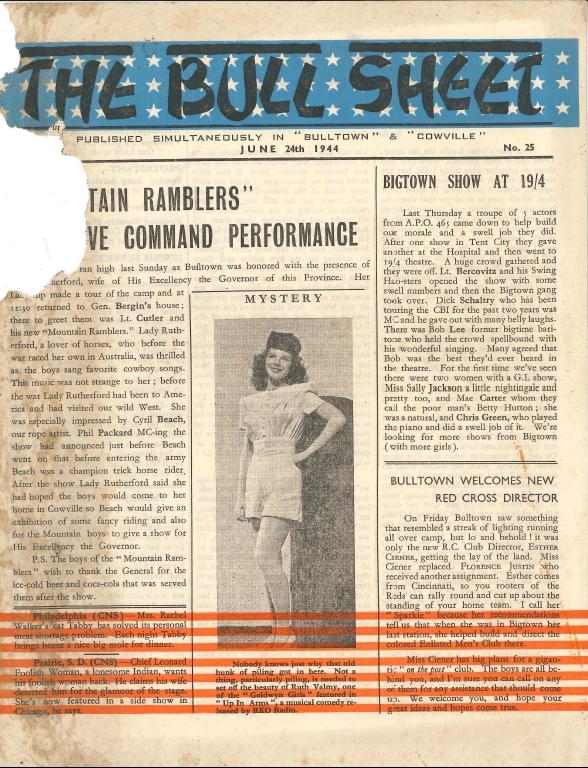 THE BULL SHEET
PUBLISHED SIMULTANEOUSLY IN "BULLTOWN" & "COWVILLE"
JUNE 24th 1944
No. 25
TAIN RAMBLERS"
VE COMMAND PERFORMANCE
ran high last Sunday as Bulltown was honored with the presence of
erford, wife of His Excellency the Governor of this Province. Her
up made a tour of the camp and at
12:30 returned to Gen. Bergin's house;
there to greet them was Lt. Cutler and
his new "Mountain Ramblers." Lady Ruth-
erford, a lover of horses, who before the
war raced her own in Australia, was thrilled
as the boys sang favorite cowboy songs.
This music was not strange to her; before
the war Lady Rutherford had been to Ame-
rica and had visited our wild West. She
was especially impressed by Cyril Beach,
our rope artist. Phil Packard MC-ing the
show had announced just before Beach
went on that before entering the army
Beach was a champion trick horse rider.
After the show Lady Rutherford said she
had hoped the boys would come to her
home in Cowville so Beach would give an
exhibition of some fancy riding and also
for the Mountain boys to give a show for
His Excellency the Governor.
P.S. The boys of the "Mountain Ram-
blers" wish to thank the General for the
ice-cold beer and coca-cola that was served
them after the show.
Philadelphia (CNS)—Mrs. Rachel
Walker's cat Tabby has solved its personal
meat shortage problem. Each night Tabby
brings home a nice big mole for dinner.
Prairie, S. D. (CNS)—Chief Leonard
Foolish Woman, a lonesome Indian, wants
his foolish woman back. He claims his wife
deserted him for the glamour of the stage.
She's now featured in a side show in
Chicago, he says.
MYSTERY
Nobody knows just why that old
hunk of piling got in here. Not a
thing, particularly piling, is needed to
set off the beauty of Ruth Valmy, one
of the "Goldwyn Girls" featured in
"Up In Arms", a musical comedy re-
leased by RKO Radio.
BIGTOWN SHOW AT 19/4
Last Thursday a troupe of 5 actors
from A.P.O. 465 came down to help build
our morale and a swell job they did.
After one show in Tent City they gave
another at the Hospital and then went to
19/4 theatre. A huge crowd gathered and
they were off. Lt. Bercovitz and his Swing
Hao-sters opened the show with some
swell numbers and then the Bigtown gang
took over. Dick Schaltry who has been
touring the CBI for the past two years was
MC and he gave out with many belly laughs.
There was Bob Lee former bigtime bari-
tone who held the crowd spellbound with
his wonderful singing. Many agreed that
Bob was the best they'd ever heard in
the theatre. For the first time we've seen
there were two women with a G.I. show,
Miss Sally Jackson a little nightingale and
pretty too, and Mae Carter whom they
call the poor man's Betty Hutton; she
was a natural, and Chris Green, who played
the piano and did a swell job of it. We're
looking for more shows from Bigtown
(with more girls).
BULLTOWN WELCOMES NEW
RED CROSS DIRECTOR
On Friday Bulltown saw something
that resembled a streak of lighting running
all over camp, but lo and behold! it was
only the new R.C. Club Director, ESTHER
CIENER, getting the lay of the land. Miss
Ciener replaced FLORENCE JUSTIN who
received another assignment. Esther comes
from Cincinnati, so you rooters of the
Reds can rally round and cut up about the
standing of your home team. I call her
"Sparkie" because her recommendations
tell us that when she was in Bigtown her
last station, she helped build and direct the
colored Enlisted Men's Club there.
Miss Ciener has big plans for a gigan-
tic "on the post" club. The boys are all be-
hind you, and I'm sure you can call on any
of them for any assistance that should come
up. We welcome you, and hope your
great ideas and hopes come true.